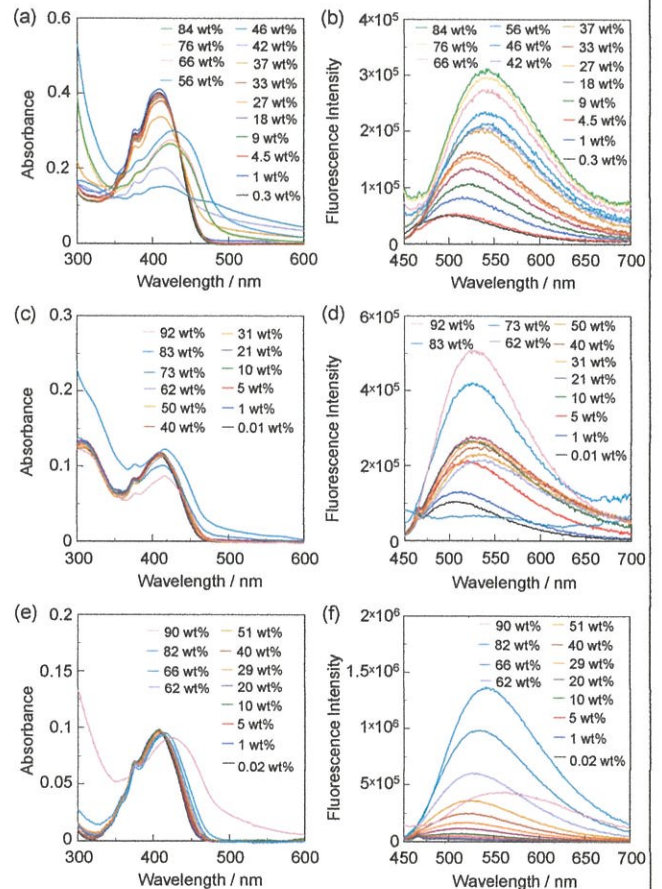 (a)
0.6
0.4
0.2
0
Absorbance
84 wt%
76 wt%
66 wt%
56 wt%
46 wt%
42 wt%
37 wt%
33 wt%
27 wt%
18 wt%
9 wt%
4.5 wt%
1 wt%
0.3 wt%
300 400 500 600
Wavelength / nm
(b)
4×10⁵
3×10⁵
2×10⁵
1×10⁵
0
Fluorescence Intensity
84 wt%
76 wt%
66 wt%
56 wt%
46 wt%
42 wt%
37 wt%
33 wt%
27 wt%
18 wt%
9 wt%
4.5 wt%
1 wt%
0.3 wt%
450 500 550 600 650 700
Wavelength / nm
(c)
0.3
0.2
0.1
0
Absorbance
92 wt%
83 wt%
73 wt%
62 wt%
50 wt%
40 wt%
31 wt%
21 wt%
10 wt%
5 wt%
1 wt%
0.01 wt%
300 400 500 600
Wavelength / nm
(d)
6×10⁵
4×10⁵
2×10⁵
0
Fluorescence Intensity
92 wt%
83 wt%
73 wt%
62 wt%
50 wt%
40 wt%
31 wt%
21 wt%
10 wt%
5 wt%
1 wt%
0.01 wt%
450 500 550 600 650 700
Wavelength / nm
(e)
0.2
0.15
0.1
0.05
0
Absorbance
90 wt%
82 wt%
66 wt%
62 wt%
51 wt%
40 wt%
29 wt%
20 wt%
10 wt%
5 wt%
1 wt%
0.02 wt%
300 400 500 600
Wavelength / nm
(f)
2×10⁶
1.5×10⁶
1×10⁶
5×10⁵
0
Fluorescence Intensity
90 wt%
82 wt%
66 wt%
62 wt%
51 wt%
40 wt%
29 wt%
20 wt%
10 wt%
5 wt%
1 wt%
0.02 wt%
450 500 550 600 650 700
Wavelength / nm